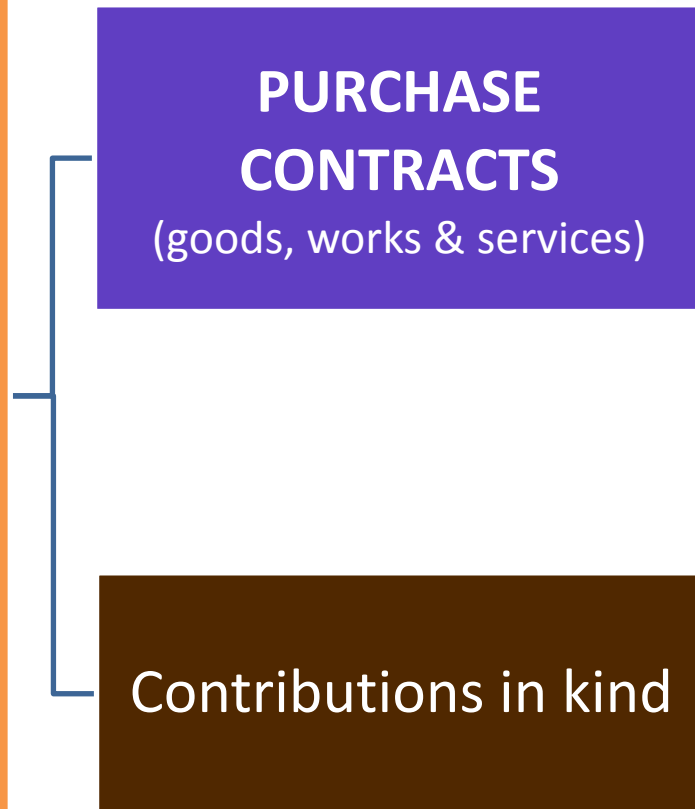 PURCHASE
CONTRACTS
(goods, works & services)
Contributions in kind